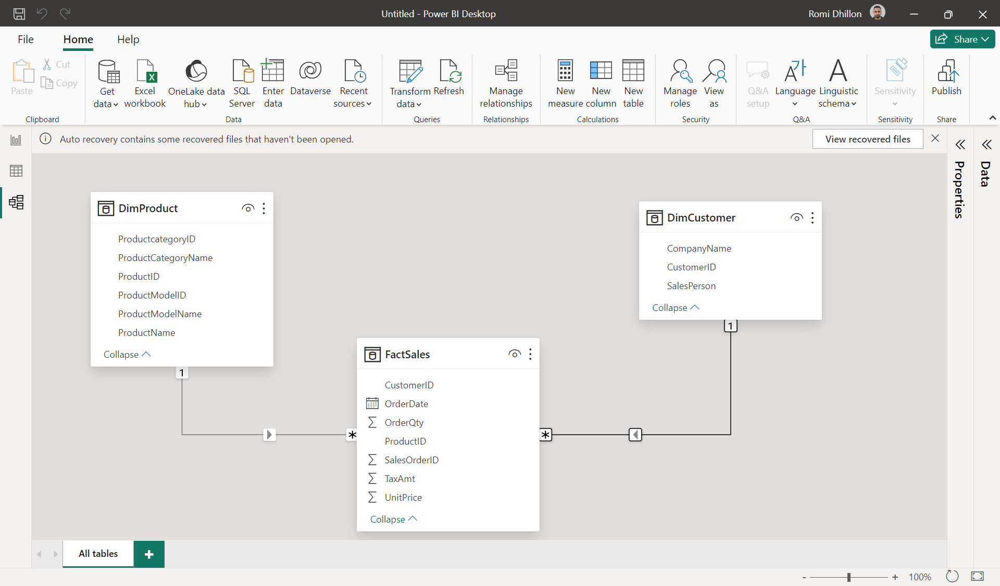 Untitled - Power BI Desktop
Romi Dhillon
File
Home
Help
Share
Paste
Cut
Copy
Clipboard
Get
data
Excel
workbook
OneLake data
hub
SQL
Server
Enter
data
Dataverse
Recent
sources
Data
Transform
data
Refresh
Queries
Manage
relationships
Relationships
New
measure
New
column
New
table
Calculations
Manage
roles
View
as
Security
Q&A
setup
Language
Linguistic
schema
Q&A
Sensitivity
Sensitivity
Publish
Share
Auto recovery contains some recovered files that haven't been opened.
View recovered files
Properties
Data
DimProduct
ProductcategoryID
ProductCategoryName
ProductID
ProductModelID
ProductModelName
ProductName
Collapse
1
DimCustomer
CompanyName
CustomerID
SalesPerson
Collapse
1
FactSales
CustomerID
OrderDate
OrderQty
ProductID
SalesOrderID
TaxAmt
UnitPrice
Collapse
*
*
All tables
+
- + 100%